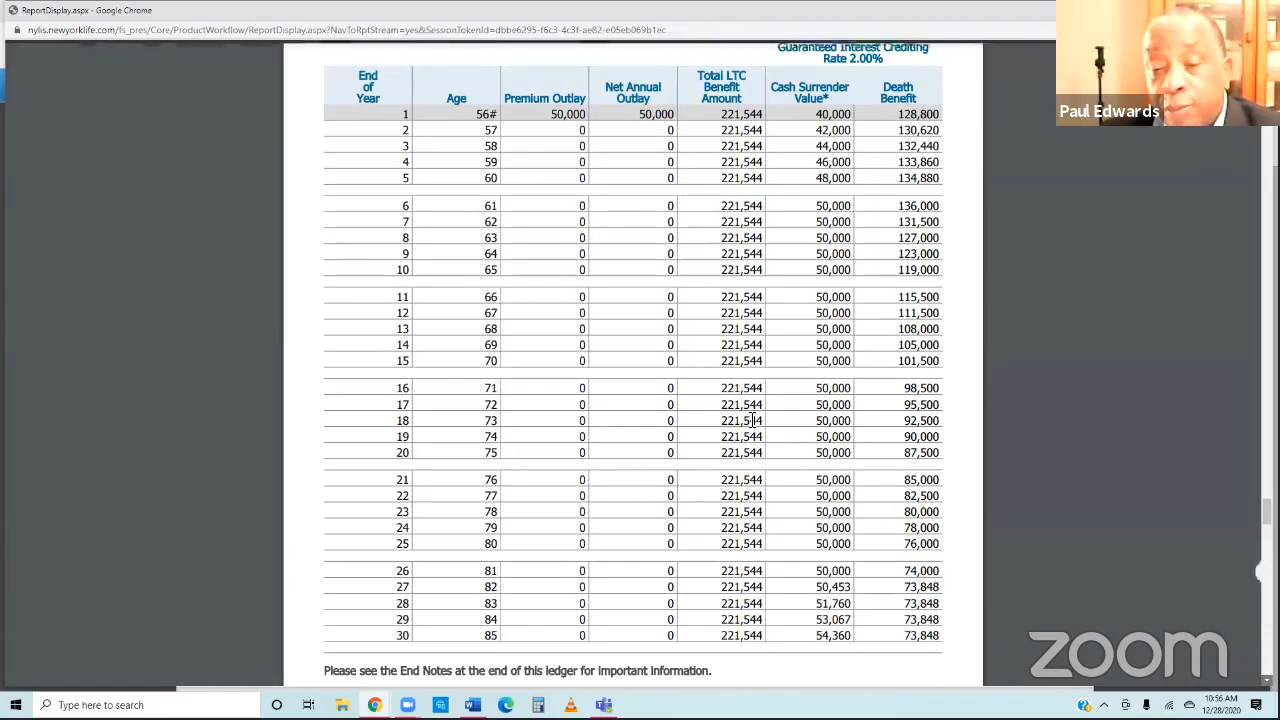 ReportDisplay.aspx - Google Chrome
nylis.newyorklife.com/fs_pres/Core/ProductWorkflow/ReportDisplay.aspx?NavToRptStream=yes&SessionTokenId=dbbe6295-f6c3-4c3f-ae82-e05eb069b1ec...
Guaranteed Interest Crediting
Rate 2.00%
End of Year Age Premium Outlay Net Annual Outlay Total LTC Benefit Amount Cash Surrender Value* Death Benefit
1 56# 50,000 50,000 221,544 40,000 128,800
2 57 0 0 221,544 42,000 130,620
3 58 0 0 221,544 44,000 132,440
4 59 0 0 221,544 46,000 133,860
5 60 0 0 221,544 48,000 134,880
6 61 0 0 221,544 50,000 136,000
7 62 0 0 221,544 50,000 131,500
8 63 0 0 221,544 50,000 127,000
9 64 0 0 221,544 50,000 123,000
10 65 0 0 221,544 50,000 119,000
11 66 0 0 221,544 50,000 115,500
12 67 0 0 221,544 50,000 111,500
13 68 0 0 221,544 50,000 108,000
14 69 0 0 221,544 50,000 105,000
15 70 0 0 221,544 50,000 101,500
16 71 0 0 221,544 50,000 98,500
17 72 0 0 221,544 50,000 95,500
18 73 0 0 221,544 50,000 92,500
19 74 0 0 221,544 50,000 90,000
20 75 0 0 221,544 50,000 87,500
21 76 0 0 221,544 50,000 85,000
22 77 0 0 221,544 50,000 82,500
23 78 0 0 221,544 50,000 80,000
24 79 0 0 221,544 50,000 78,000
25 80 0 0 221,544 50,000 76,000
26 81 0 0 221,544 50,000 74,000
27 82 0 0 221,544 50,453 73,848
28 83 0 0 221,544 51,760 73,848
29 84 0 0 221,544 53,067 73,848
30 85 0 0 221,544 54,360 73,848
Please see the End Notes at the end of this ledger for important information.
Paul Edwards
zoom
Type here to search
10:56 AM
12/28/2020